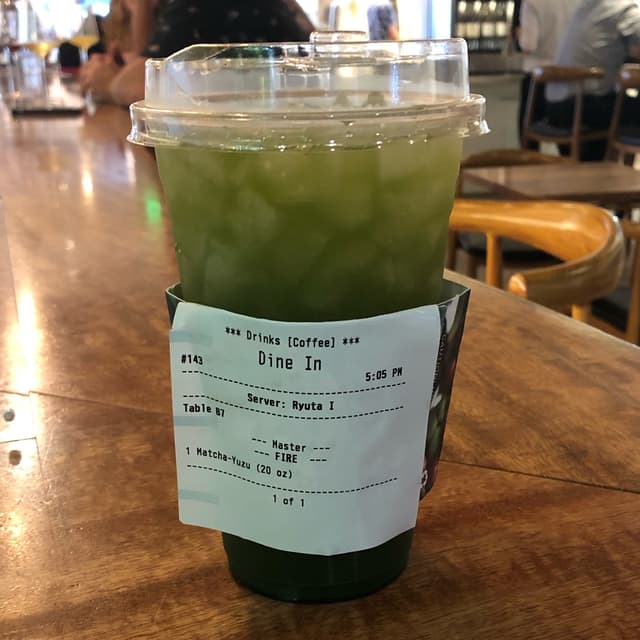 *** Drinks [Coffee] ***
#143 Dine In 5:05 PM
Server: Ryuta I
Table B7
--- Master ---
--- FIRE ---
1 Matcha-Yuzu (20 oz)
1 of 1